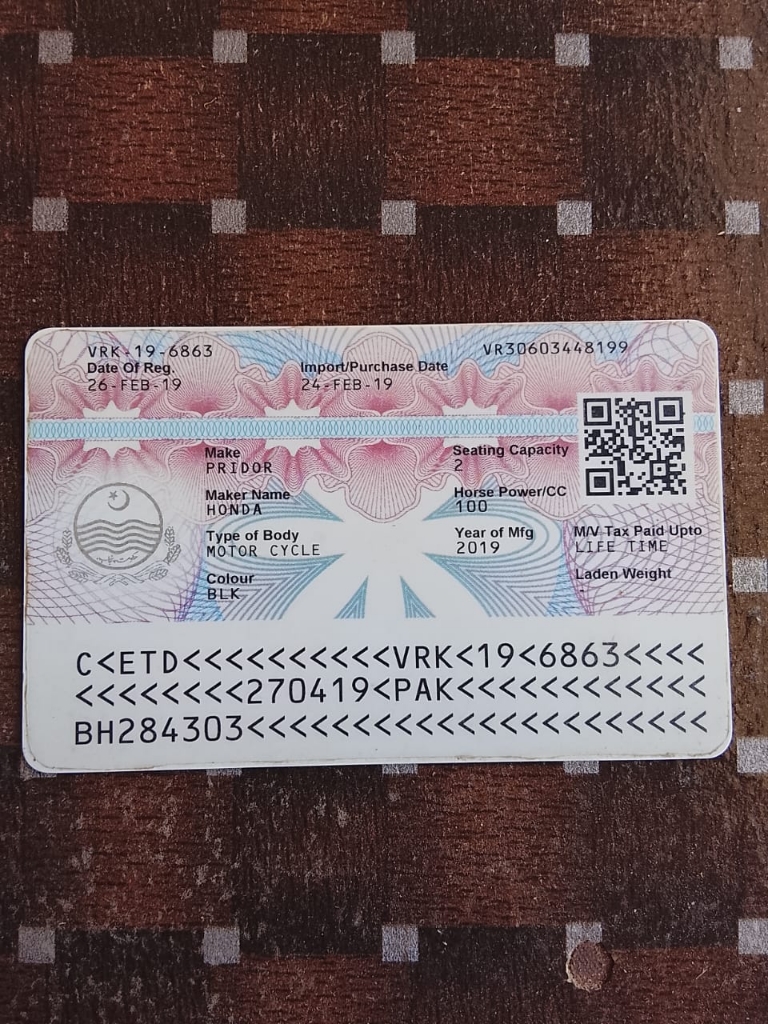 VRK-19-6863
VR30603448199
Date Of Reg.
Import/Purchase Date
26-FEB-19
24-FEB-19
Make
PRIDOR
Seating Capacity
2
Maker Name
HONDA
Horse Power/CC
100
Type of Body
MOTOR CYCLE
Year of Mfg
2019
M/V Tax Paid Upto
LIFE TIME
Colour
BLK
Laden Weight
-
C<ETD<<<<<<<<<<<VRK<19<6863<<<<
<<<<<<<<<270419<PAK<<<<<<<<<<<<<
BH284303<<<<<<<<<<<<<<<<<<<<<<<